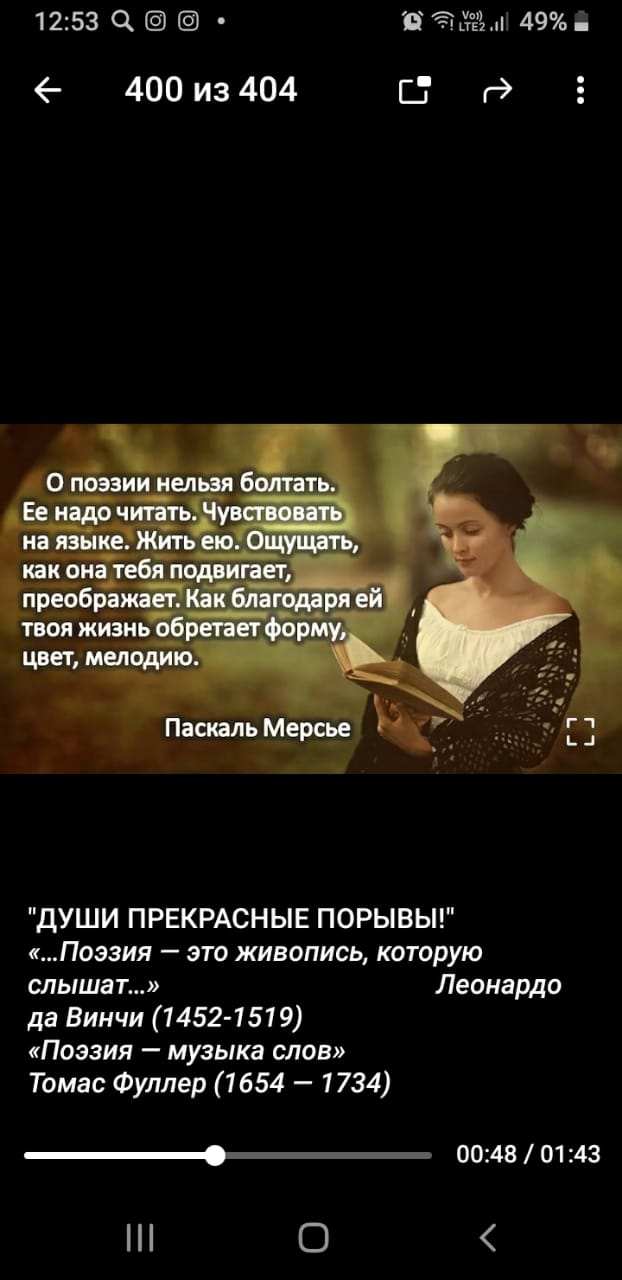 12:53
Vo))
LTE2
49%
400 из 404
О поэзии нельзя болтать.
Ее надо читать. Чувствовать
на языке. Жить ею. Ощущать,
как она тебя подвигает,
преображает. Как благодаря ей
твоя жизнь обретает форму,
цвет, мелодию.
Паскаль Мерсье
"ДУШИ ПРЕКРАСНЫЕ ПОРЫВЫ!"
«...Поэзия — это живопись, которую
слышат...» Леонардо
да Винчи (1452-1519)
«Поэзия — музыка слов»
Томас Фуллер (1654 — 1734)
00:48 / 01:43